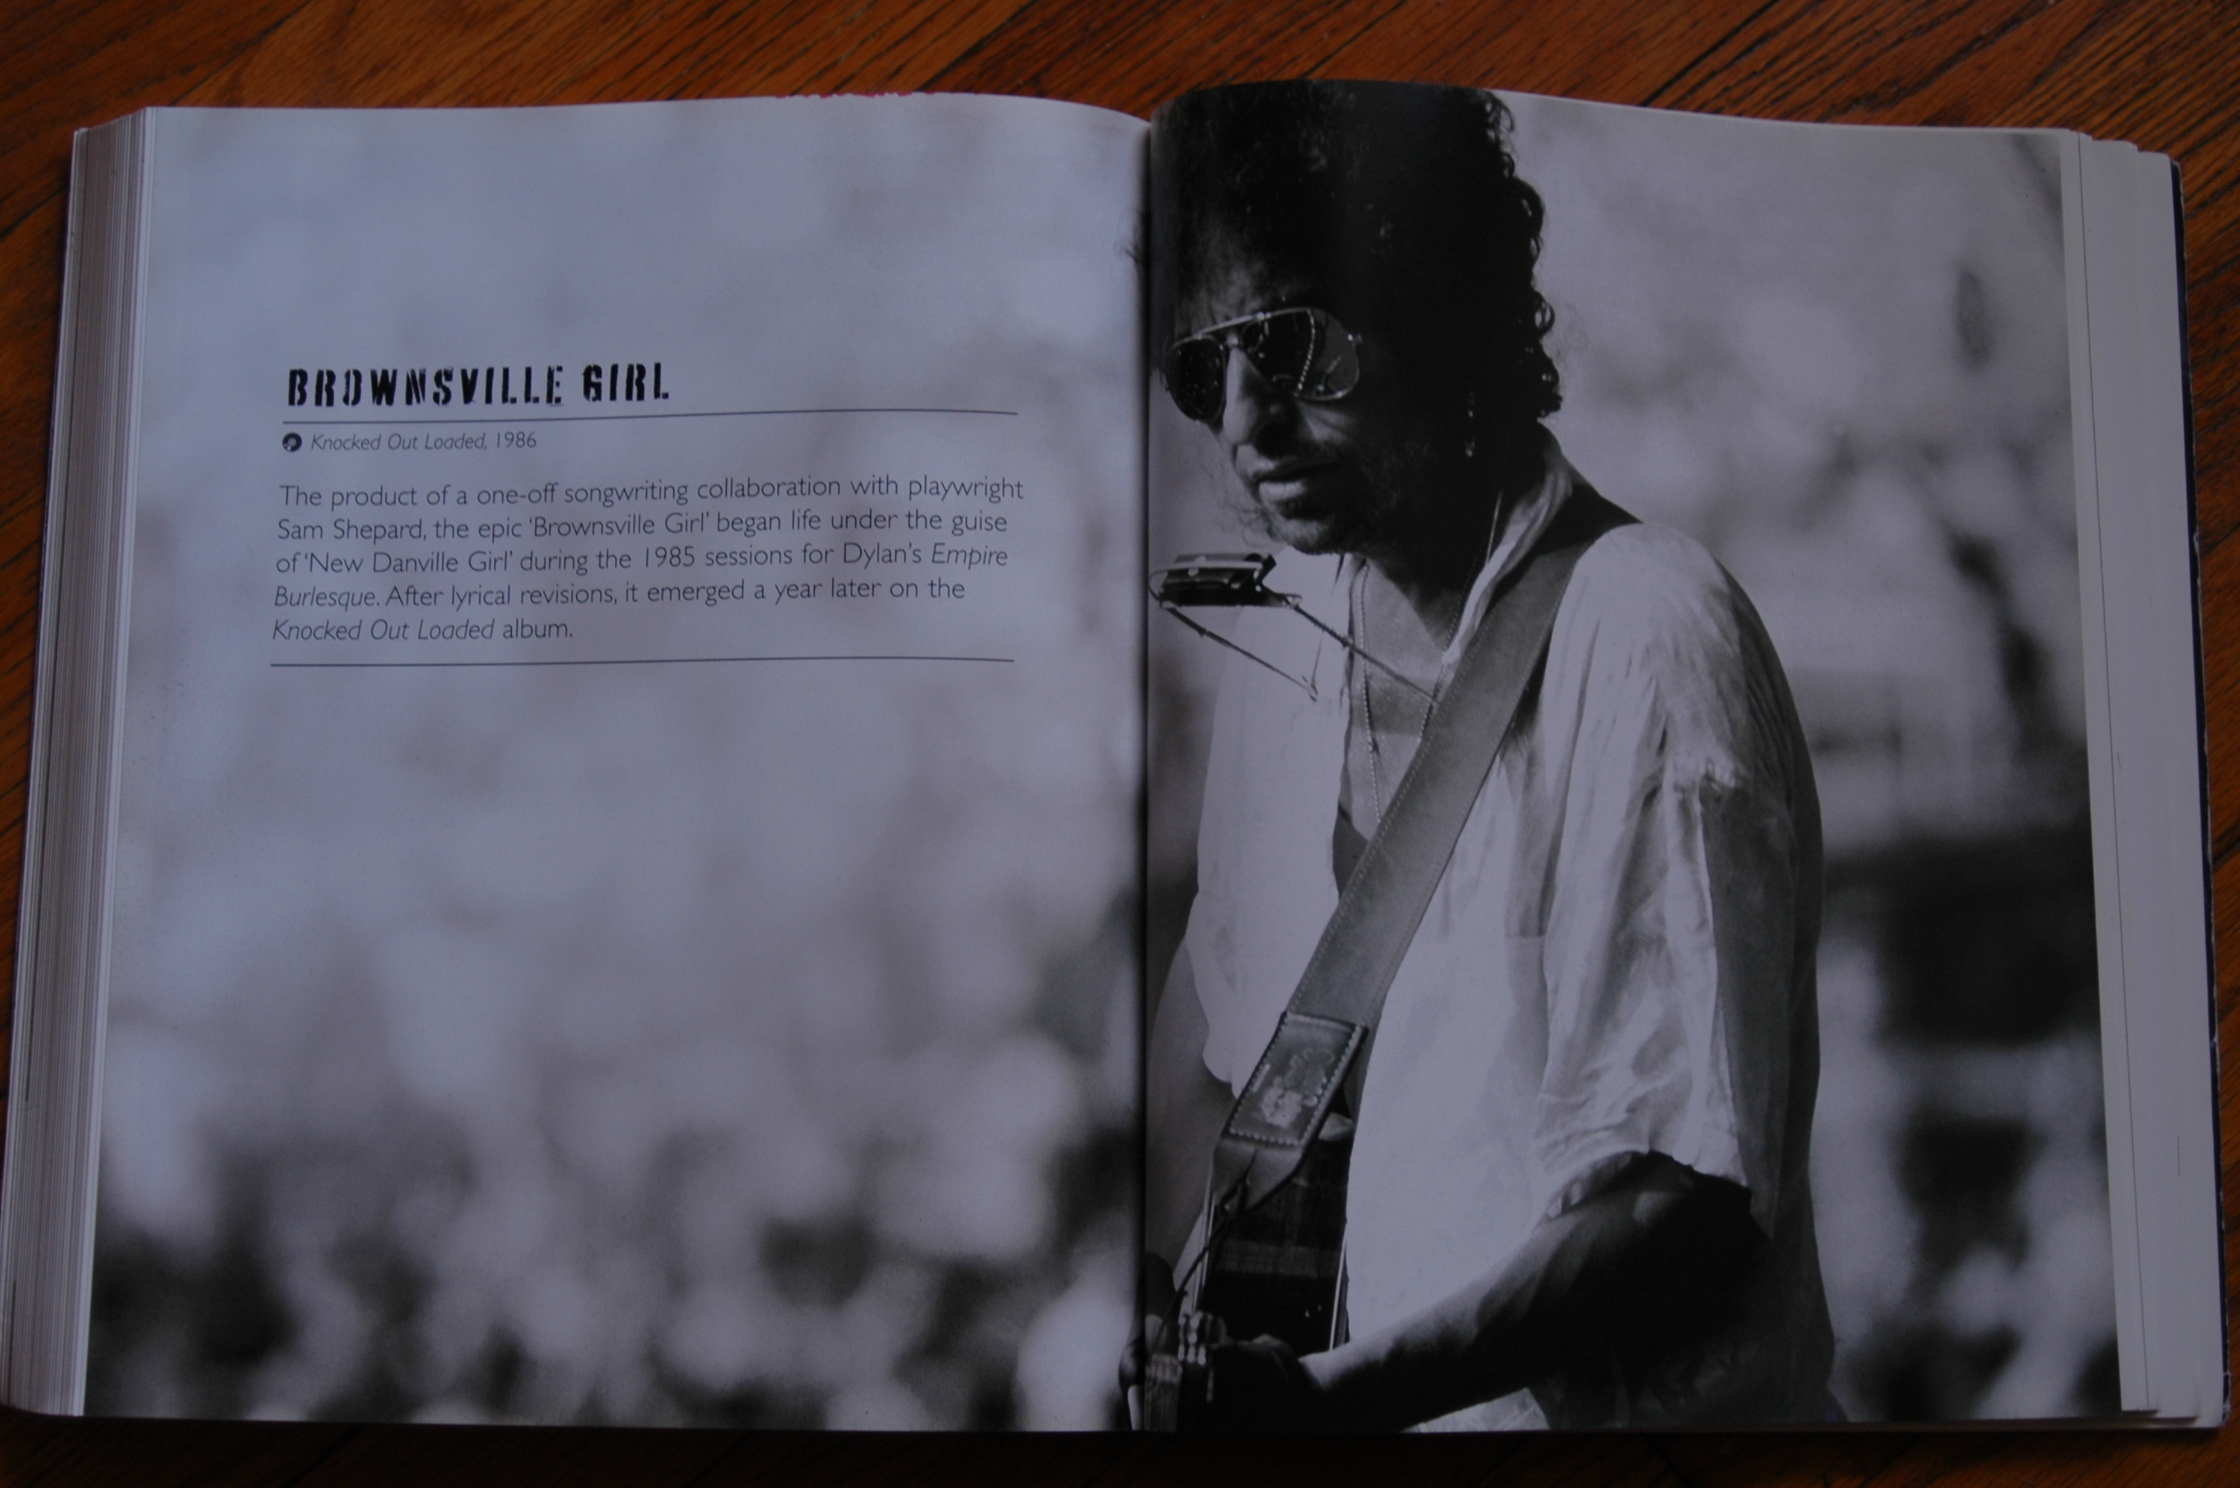 BROWNSVILLE GIRL
Knocked Out Loaded, 1986
The product of a one-off songwriting collaboration with playwright
Sam Shepard, the epic ‘Brownsville Girl’ began life under the guise
of ‘New Danville Girl’ during the 1985 sessions for Dylan’s Empire
Burlesque. After lyrical revisions, it emerged a year later on the
Knocked Out Loaded album.